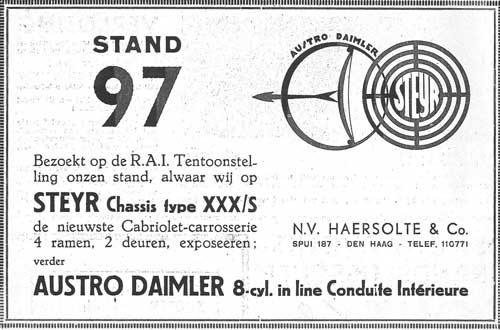 STAND
97
AUSTRO DAIMLER
STEYR
Bezoekt op de R.A.I. Tentoonstel-
ling onzen stand, alwaar wij op
STEYR Chassis type XXX/S
de nieuwste Cabriolet-carrosserie
4 ramen, 2 deuren, exposeeren;
verder
AUSTRO DAIMLER 8-cyl. in line Conduite Intérieure
N.V. HAERSOLTE & Co.
SPUI 187 - DEN HAAG - TELEF. 110771